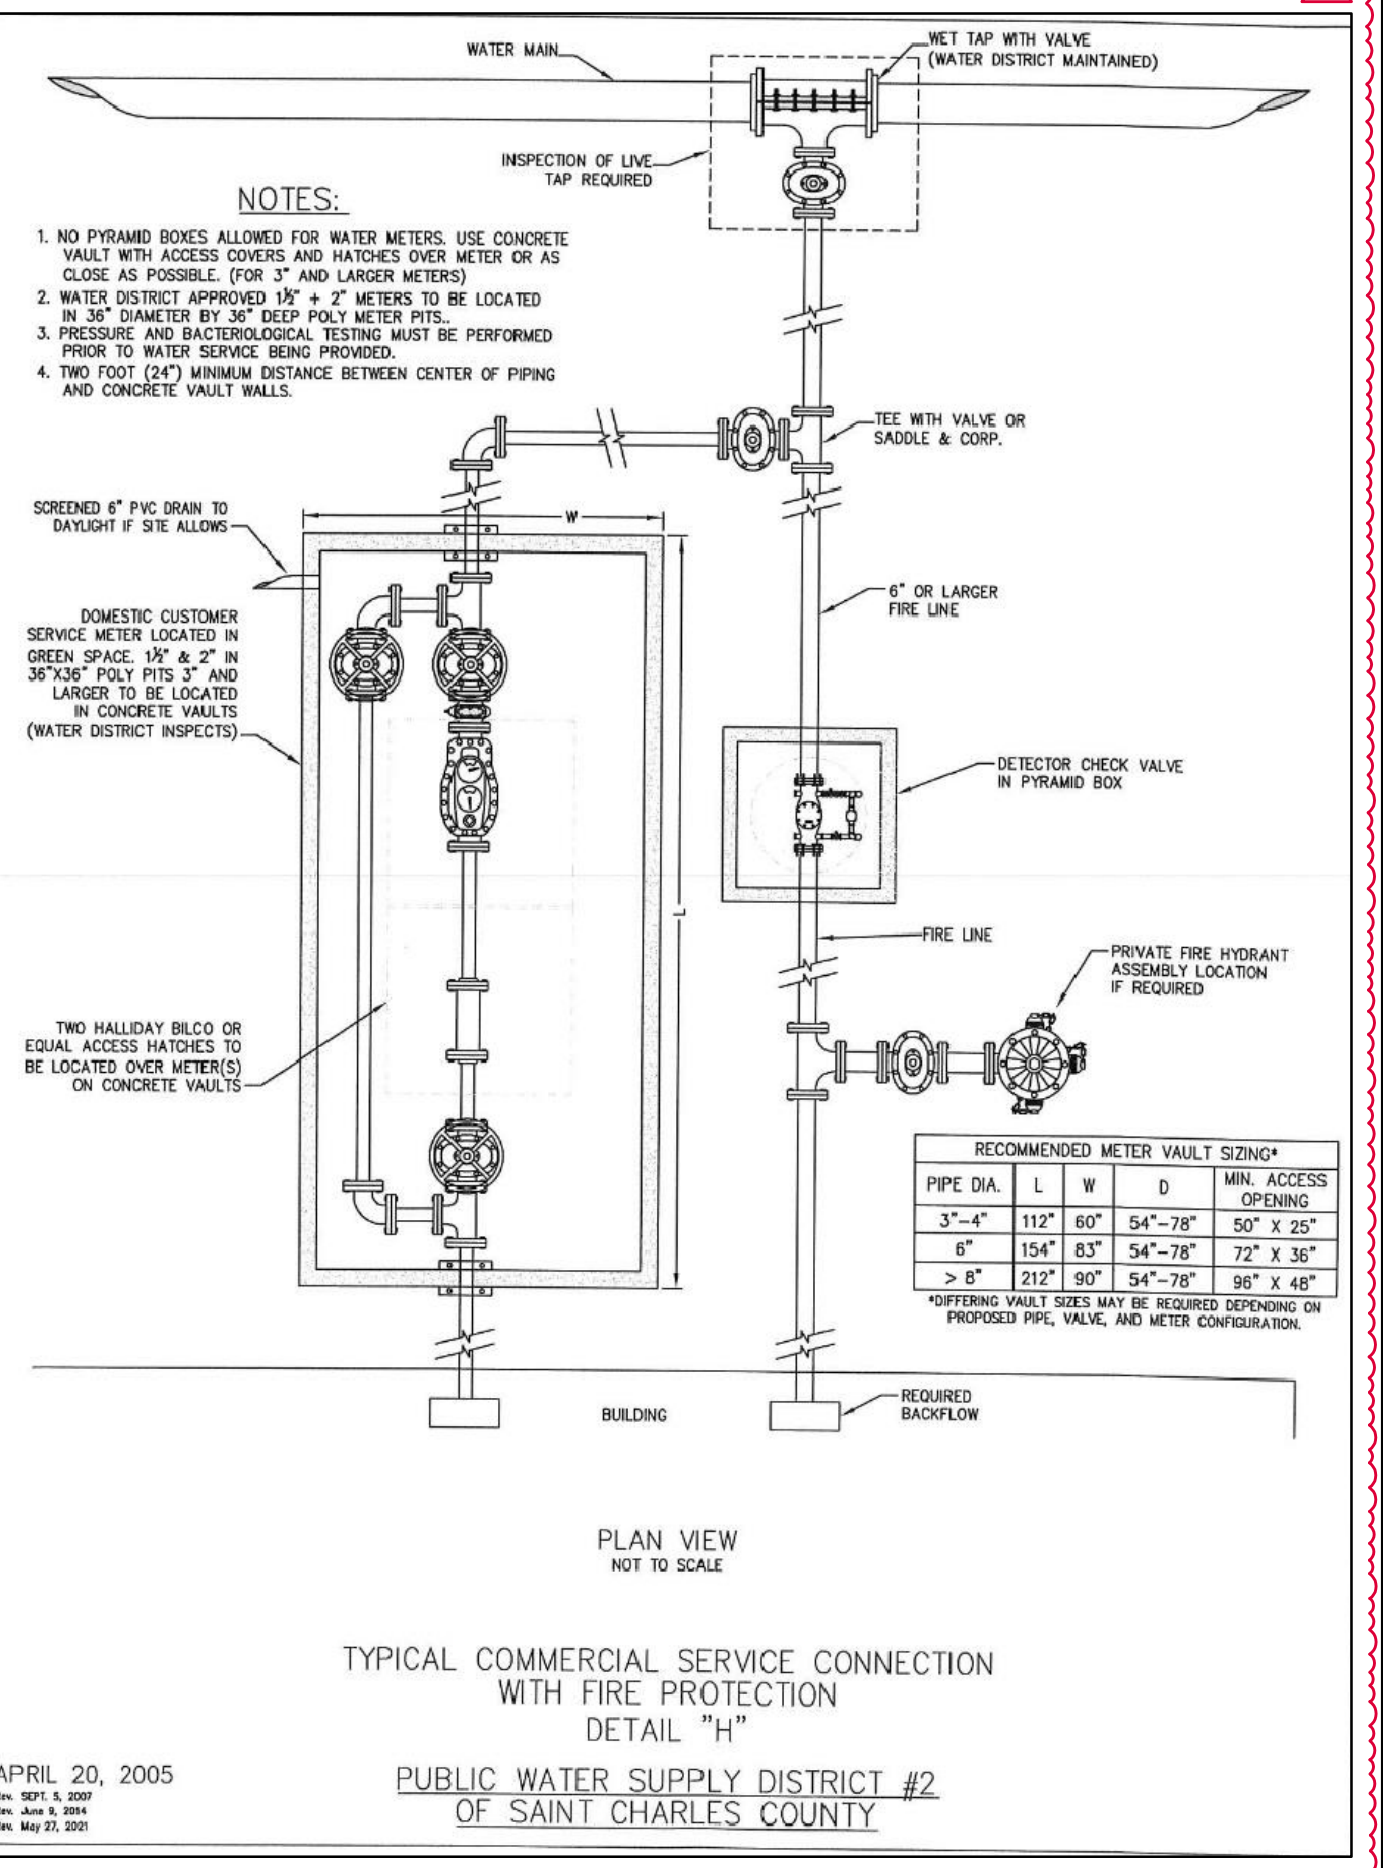 WATER MAIN
WET TAP WITH VALVE
(WATER DISTRICT MAINTAINED)
INSPECTION OF LIVE
TAP REQUIRED
NOTES:
1. NO PYRAMID BOXES ALLOWED FOR WATER METERS. USE CONCRETE
VAULT WITH ACCESS COVERS AND HATCHES OVER METER OR AS
CLOSE AS POSSIBLE. (FOR 3" AND LARGER METERS)
2. WATER DISTRICT APPROVED 1½" + 2" METERS TO BE LOCATED
IN 36" DIAMETER BY 36" DEEP POLY METER PITS..
3. PRESSURE AND BACTERIOLOGICAL TESTING MUST BE PERFORMED
PRIOR TO WATER SERVICE BEING PROVIDED.
4. TWO FOOT (24") MINIMUM DISTANCE BETWEEN CENTER OF PIPING
AND CONCRETE VAULT WALLS.
TEE WITH VALVE OR
SADDLE & CORP.
SCREENED 6" PVC DRAIN TO
DAYLIGHT IF SITE ALLOWS
W
6" OR LARGER
FIRE LINE
DOMESTIC CUSTOMER
SERVICE METER LOCATED IN
GREEN SPACE. 1½" & 2" IN
36"X36" POLY PITS 3" AND
LARGER TO BE LOCATED
IN CONCRETE VAULTS
(WATER DISTRICT INSPECTS)
DETECTOR CHECK VALVE
IN PYRAMID BOX
L
FIRE LINE
PRIVATE FIRE HYDRANT
ASSEMBLY LOCATION
IF REQUIRED
TWO HALLIDAY BILCO OR
EQUAL ACCESS HATCHES TO
BE LOCATED OVER METER(S)
ON CONCRETE VAULTS
RECOMMENDED METER VAULT SIZING*
PIPE DIA. L W D MIN. ACCESS OPENING
3"-4" 112" 60" 54"-78" 50" X 25"
6" 154" 83" 54"-78" 72" X 36"
> 8" 212" 90" 54"-78" 96" X 48"
*DIFFERING VAULT SIZES MAY BE REQUIRED DEPENDING ON
PROPOSED PIPE, VALVE, AND METER CONFIGURATION.
BUILDING
REQUIRED
BACKFLOW
PLAN VIEW
NOT TO SCALE
TYPICAL COMMERCIAL SERVICE CONNECTION
WITH FIRE PROTECTION
DETAIL "H"
APRIL 20, 2005
Rev. SEPT. 5, 2007
Rev. June 9, 2014
Rev. May 27, 2021
PUBLIC WATER SUPPLY DISTRICT #2
OF SAINT CHARLES COUNTY